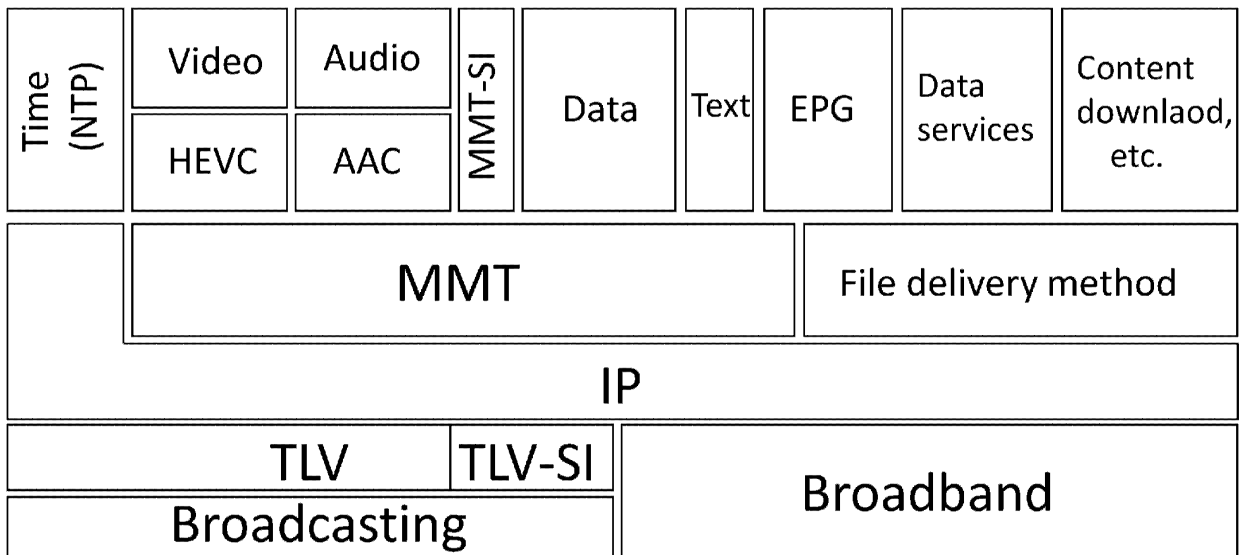 Time
(NTP)
Video
Audio
HEVC
AAC
MMT-SI
Data
Text
EPG
Data
services
Content
downlaod,
etc.
MMT
File delivery method
IP
TLV
TLV-SI
Broadcasting
Broadband